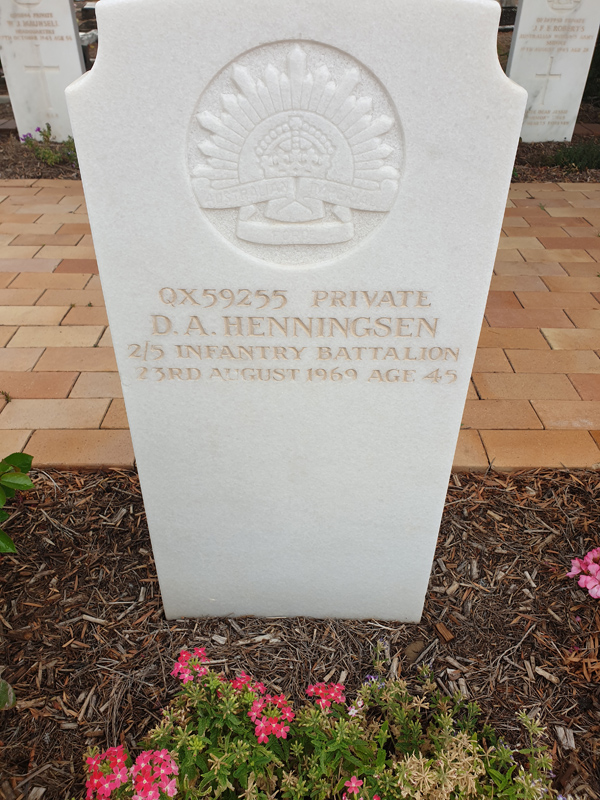 QX59255 PRIVATE
D. A. HENNINGSEN
2/5 INFANTRY BATTALION
23RD AUGUST 1969 AGE 45